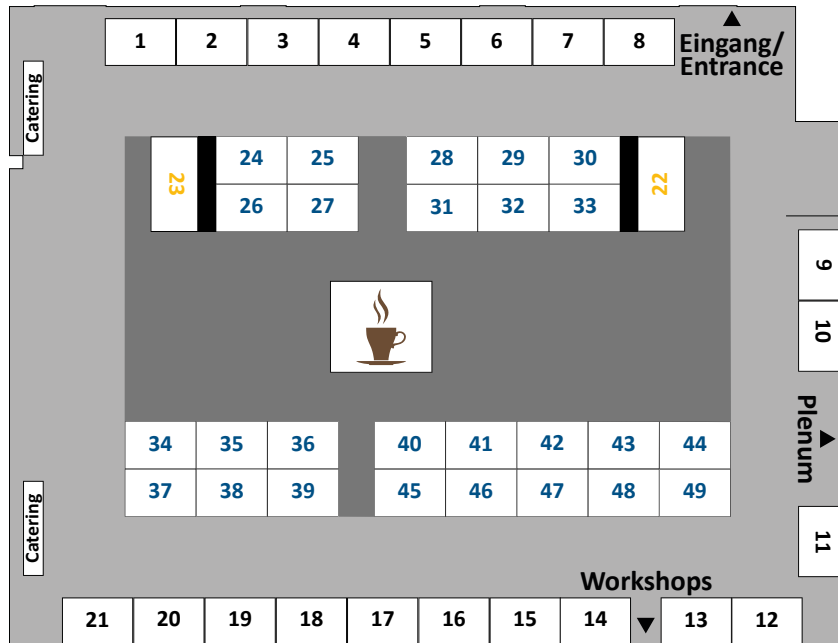 1 2 3 4 5 6 7 8
Eingang/
Entrance
Catering
23
24 25
26 27
28 29 30
31 32 33
22
9
10
Plenum
11
34 35 36
37 38 39
40 41 42 43 44
45 46 47 48 49
Catering
Workshops
21 20 19 18 17 16 15 14 13 12